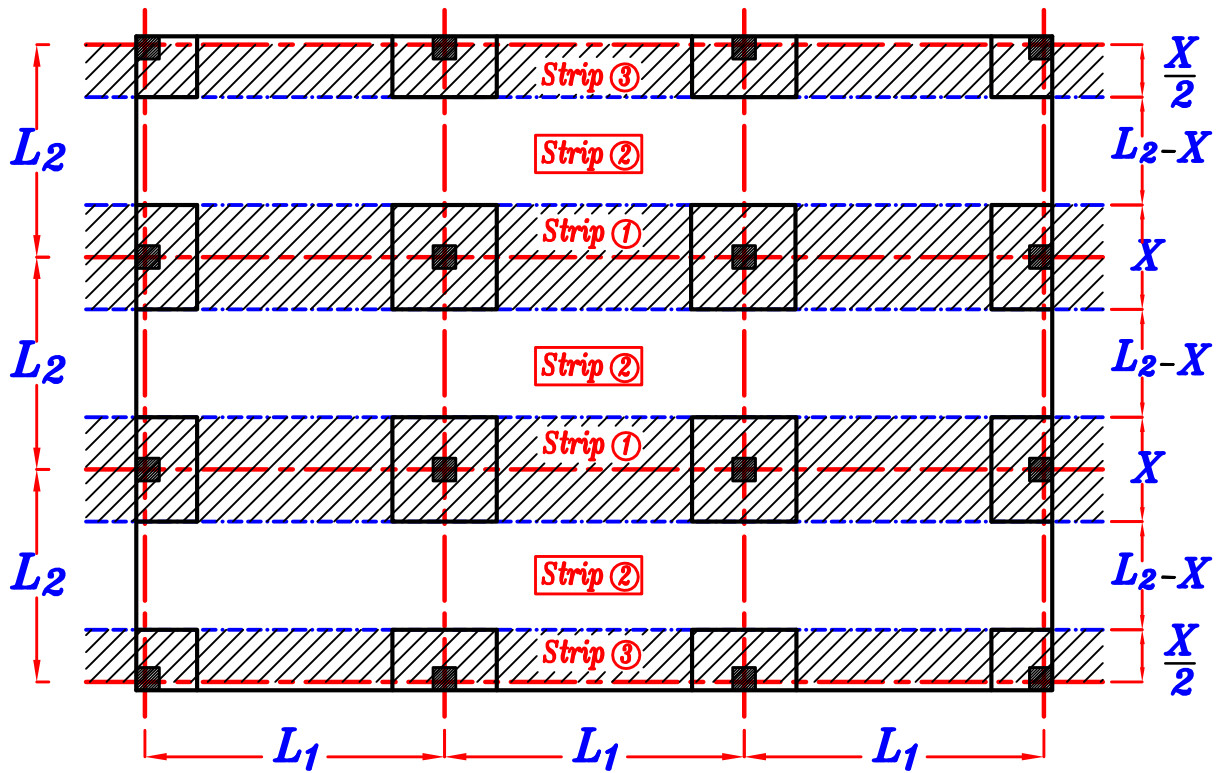 Strip ③
X/2
L2
Strip ②
L2-X
Strip ①
X
L2
Strip ②
L2-X
Strip ①
X
L2
Strip ②
L2-X
Strip ③
X/2
L1 L1 L1